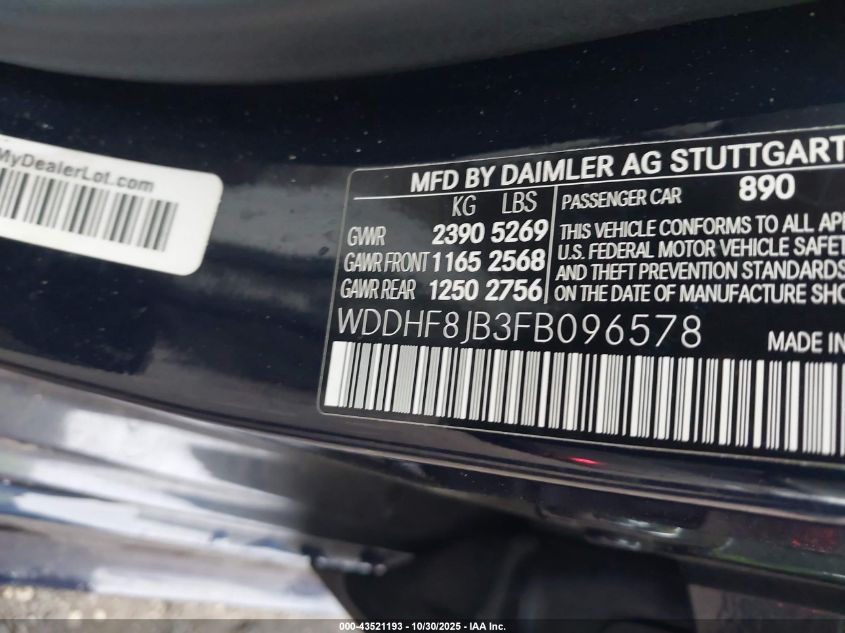 MyDealerLot.com
MFD BY DAIMLER AG STUTTGART
KG LBS
GVWR 2390 5269
GAWR FRONT 1165 2568
GAWR REAR 1250 2756
PASSENGER CAR 890
THIS VEHICLE CONFORMS TO ALL APP
U.S. FEDERAL MOTOR VEHICLE SAFET
AND THEFT PREVENTION STANDARDS
ON THE DATE OF MANUFACTURE SHO
WDDHF8JB3FB096578
MADE IN
000-43521193 - 10/30/2025 - IAA Inc.